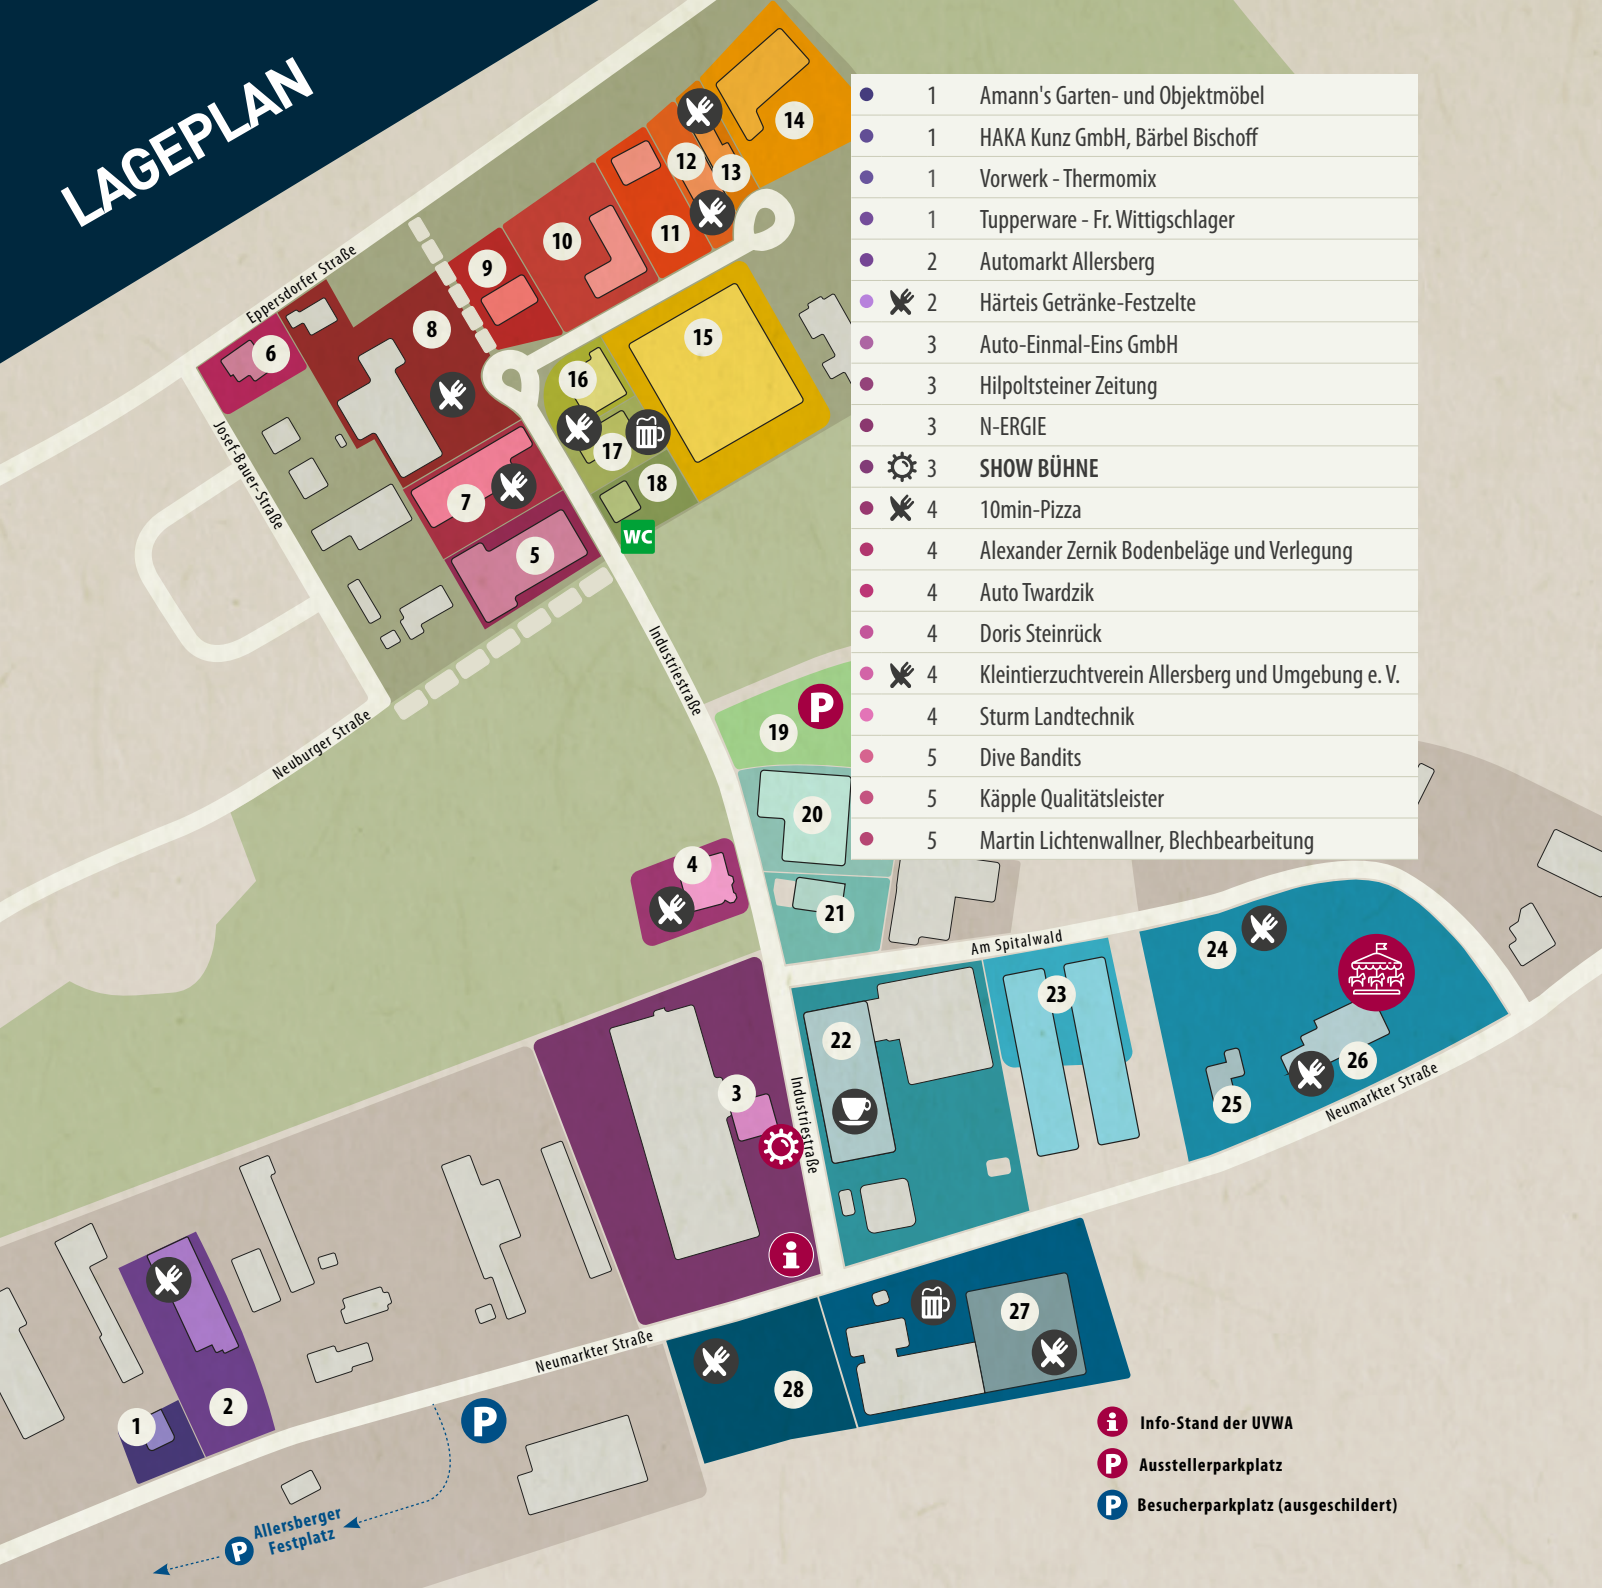 LAGEPLAN
1 Amann's Garten- und Objektmöbel
1 HAKA Kunz GmbH, Bärbel Bischoff
1 Vorwerk - Thermomix
1 Tupperware - Fr. Wittigschlager
2 Automarkt Allersberg
2 Härteis Getränke-Festzelte
3 Auto-Einmal-Eins GmbH
3 Hilpoltsteiner Zeitung
3 N-ERGIE
3 SHOW BÜHNE
4 10min-Pizza
4 Alexander Zernik Bodenbeläge und Verlegung
4 Auto Twardzik
4 Doris Steinrück
4 Kleintierzuchtverein Allersberg und Umgebung e. V.
4 Sturm Landtechnik
5 Dive Bandits
5 Käpple Qualitätsleister
5 Martin Lichtenwallner, Blechbearbeitung
14
12
13
11
10
9
Eppersdorfer Straße
8
6
15
16
17
18
7
5
WC
Josef-Bauer-Straße
Industriestraße
Neuburger Straße
19
P
20
4
21
Am Spitalwald
24
23
22
26
25
3
Industriestraße
Neumarkter Straße
i
27
28
Neumarkter Straße
2
1
P
Allersberger
Festplatz
P
i Info-Stand der UVWA
P Ausstellerparkplatz
P Besucherparkplatz (ausgeschildert)